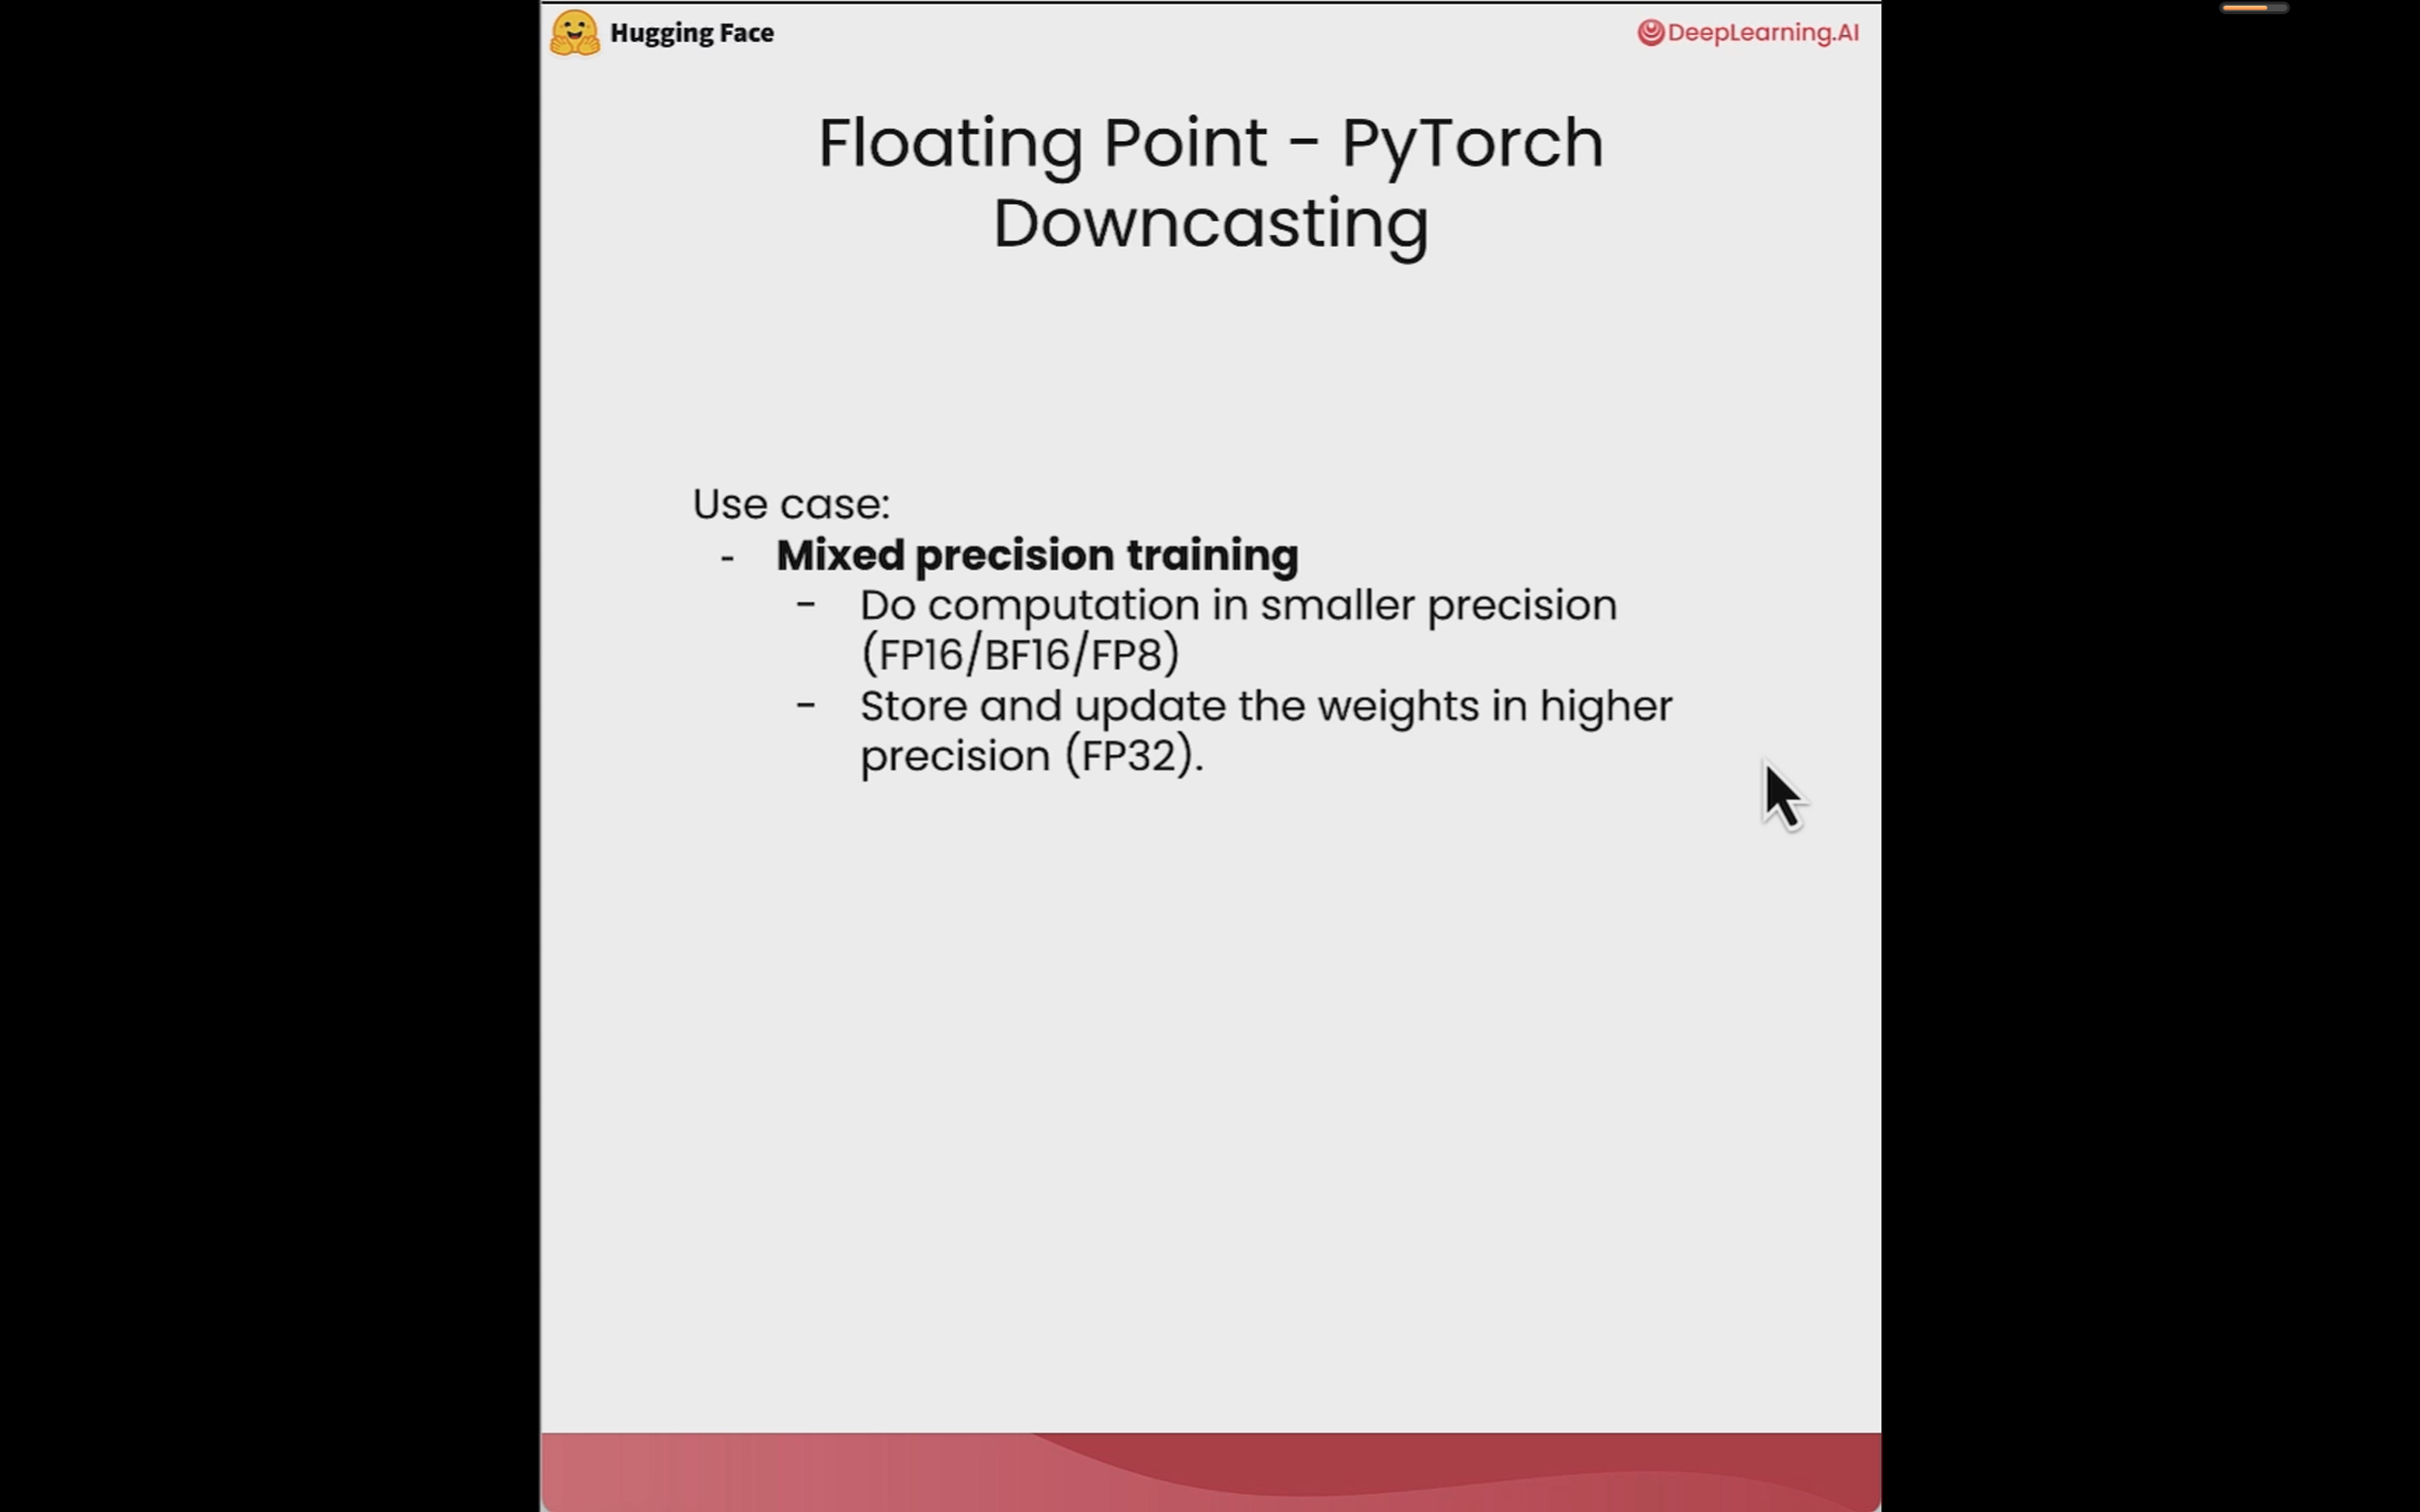 Hugging Face
DeepLearning.AI
Floating Point - PyTorch
Downcasting
Use case:
- Mixed precision training
- Do computation in smaller precision
(FP16/BF16/FP8)
- Store and update the weights in higher
precision (FP32).